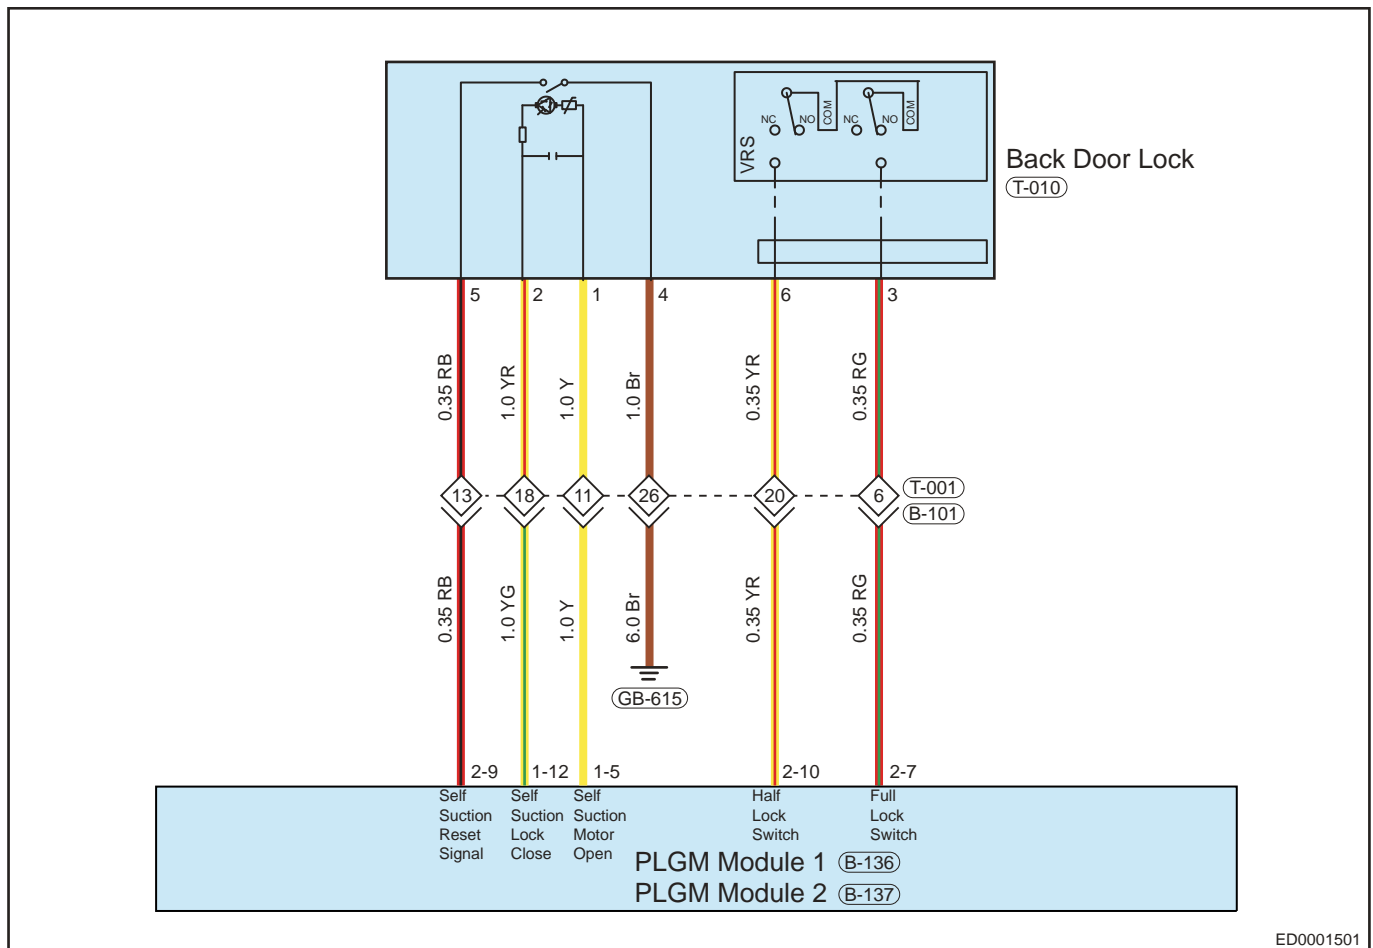 NC
NO
COM
NC
NO
COM
VRS
Back Door Lock
T-010
5
2
1
4
6
3
0.35 RB
1.0 YR
1.0 Y
1.0 Br
0.35 YR
0.35 RG
13
18
11
26
20
6
T-001
B-101
0.35 RB
1.0 YG
1.0 Y
6.0 Br
0.35 YR
0.35 RG
GB-615
2-9
1-12
1-5
2-10
2-7
Self
Suction
Reset
Signal
Self
Suction
Lock
Close
Self
Suction
Motor
Open
Half
Lock
Switch
Full
Lock
Switch
PLGM Module 1 B-136
PLGM Module 2 B-137
ED0001501